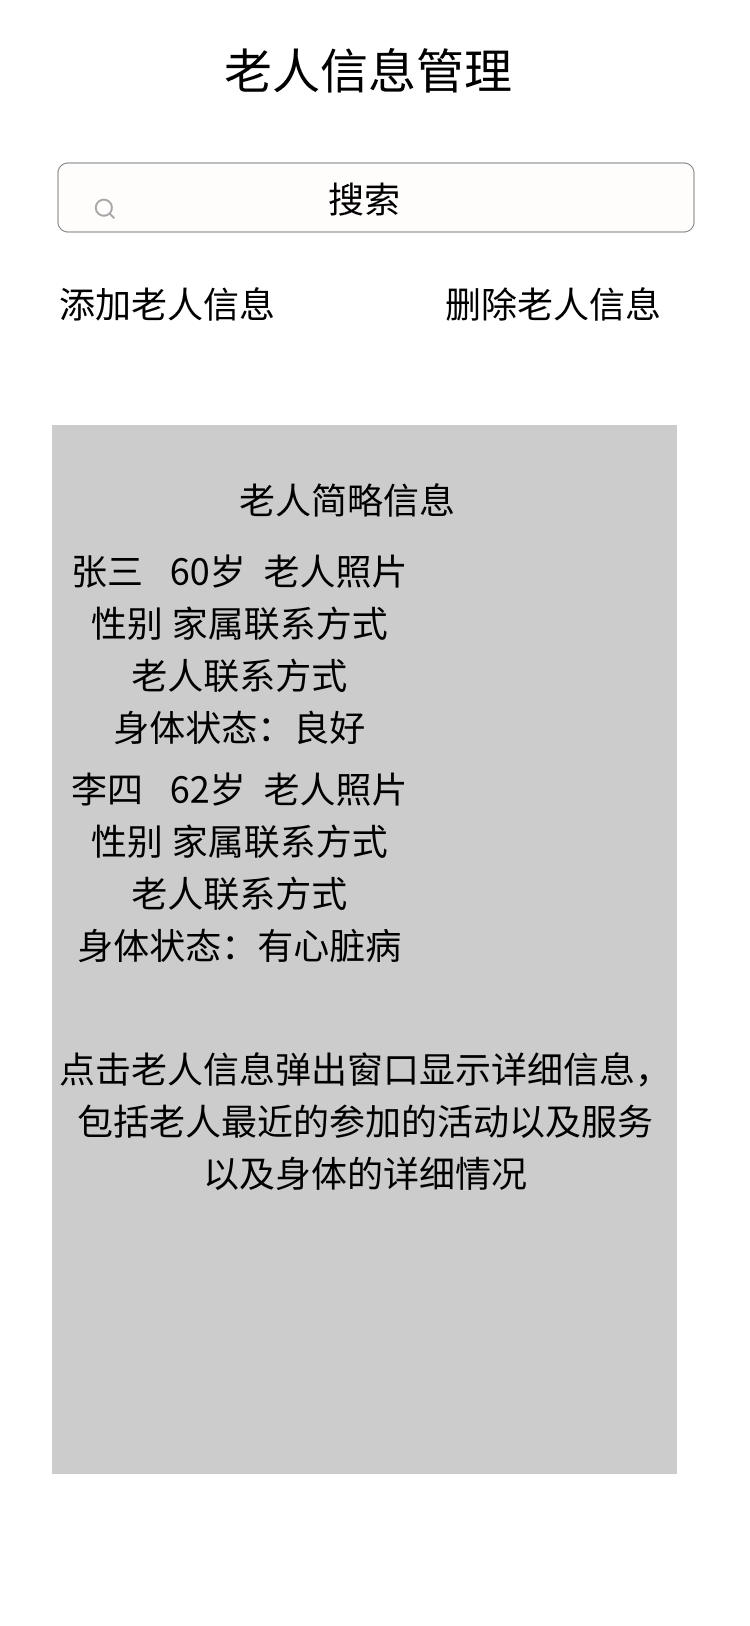 老人信息管理
搜索
添加老人信息
删除老人信息
老人简略信息
张三 60岁 老人照片
性别 家属联系方式
老人联系方式
身体状态：良好
李四 62岁 老人照片
性别 家属联系方式
老人联系方式
身体状态：有心脏病
点击老人信息弹出窗口显示详细信息，
包括老人最近的参加的活动以及服务
以及身体的详细情况